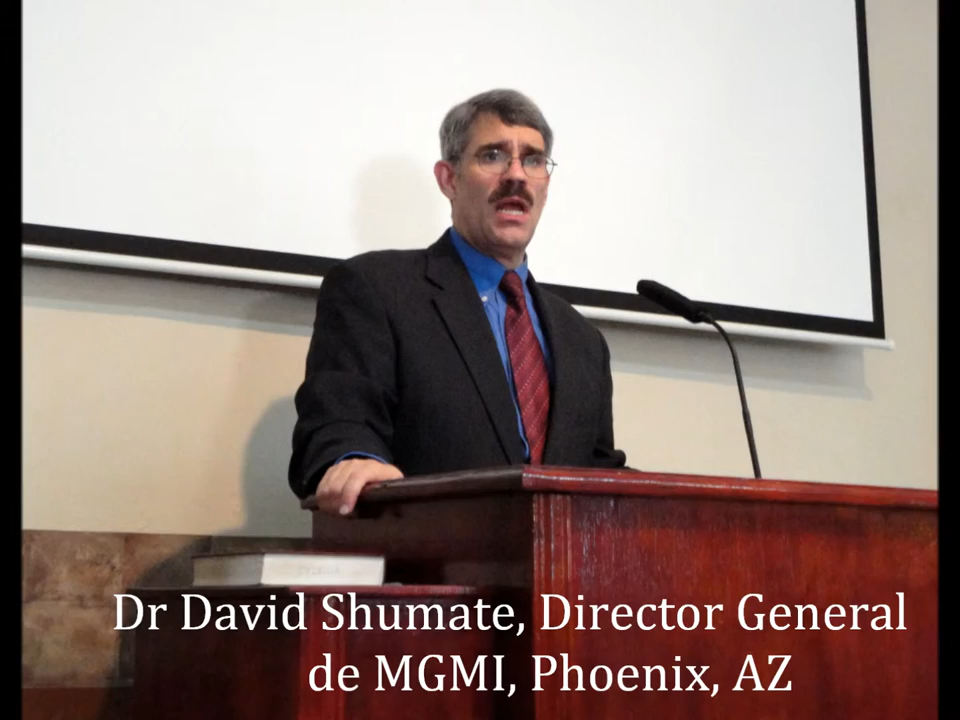 Dr David Shumate, Director General
de MGMI, Phoenix, AZ